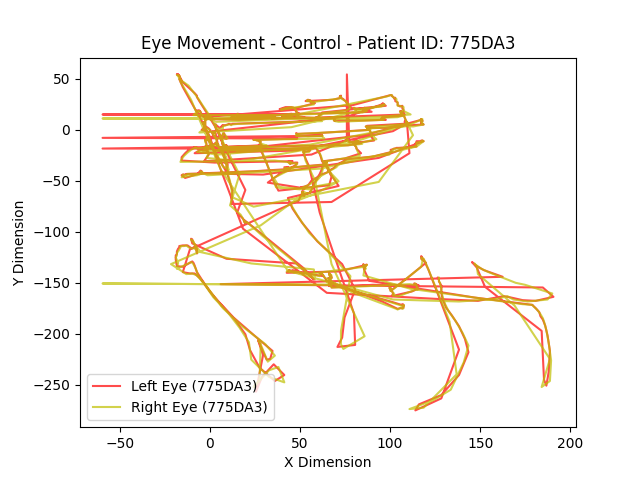 Eye Movement - Control - Patient ID: 775DA3
Y Dimension
50
0
−50
−100
−150
−200
−250
Left Eye (775DA3)
Right Eye (775DA3)
−50
0
50
100
150
200
X Dimension